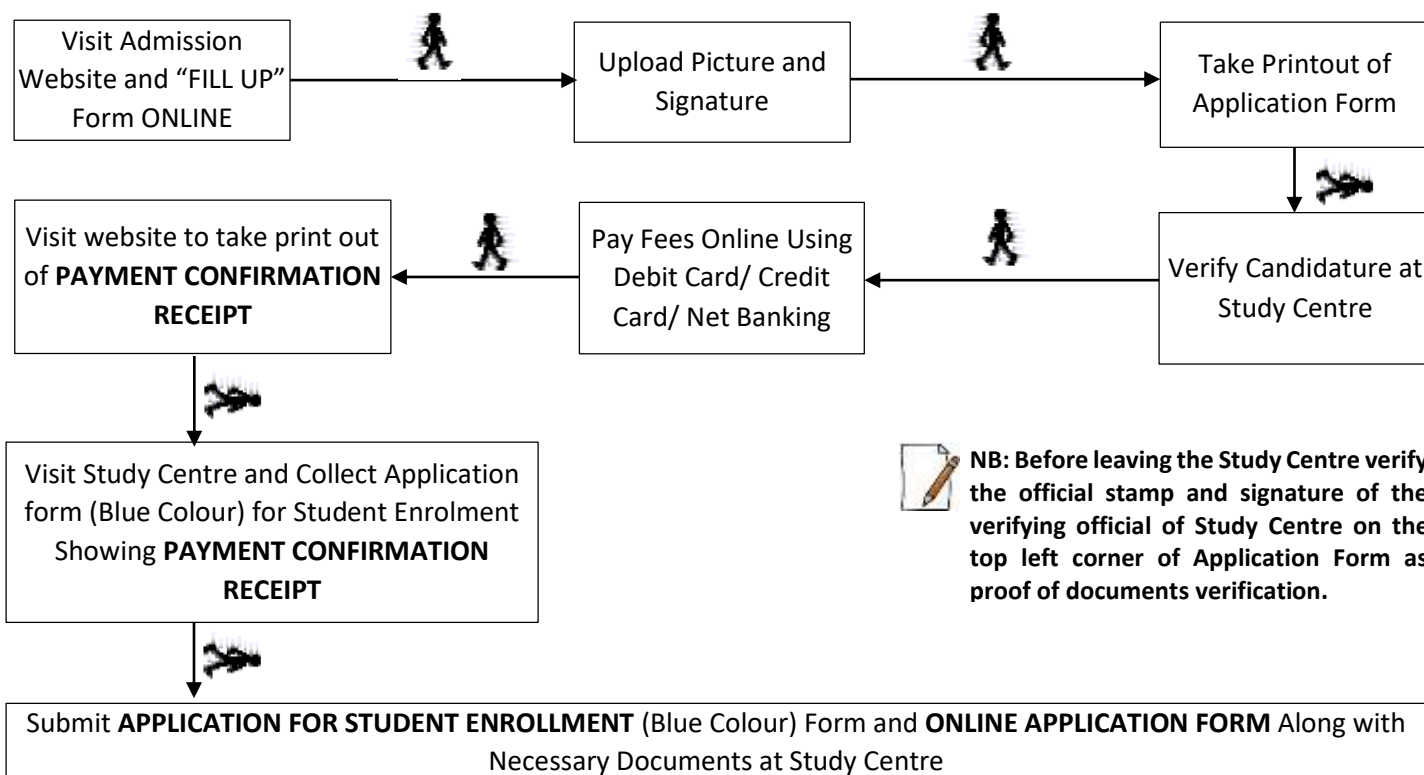 Visit Admission
Website and “FILL UP”
Form ONLINE
Upload Picture and
Signature
Take Printout of
Application Form
Verify Candidature at
Study Centre
Pay Fees Online Using
Debit Card/ Credit
Card/ Net Banking
Visit website to take print out
of PAYMENT CONFIRMATION
RECEIPT
Visit Study Centre and Collect Application
form (Blue Colour) for Student Enrolment
Showing PAYMENT CONFIRMATION
RECEIPT
NB: Before leaving the Study Centre verify
the official stamp and signature of the
verifying official of Study Centre on the
top left corner of Application Form as
proof of documents verification.
Submit APPLICATION FOR STUDENT ENROLLMENT (Blue Colour) Form and ONLINE APPLICATION FORM Along with
Necessary Documents at Study Centre